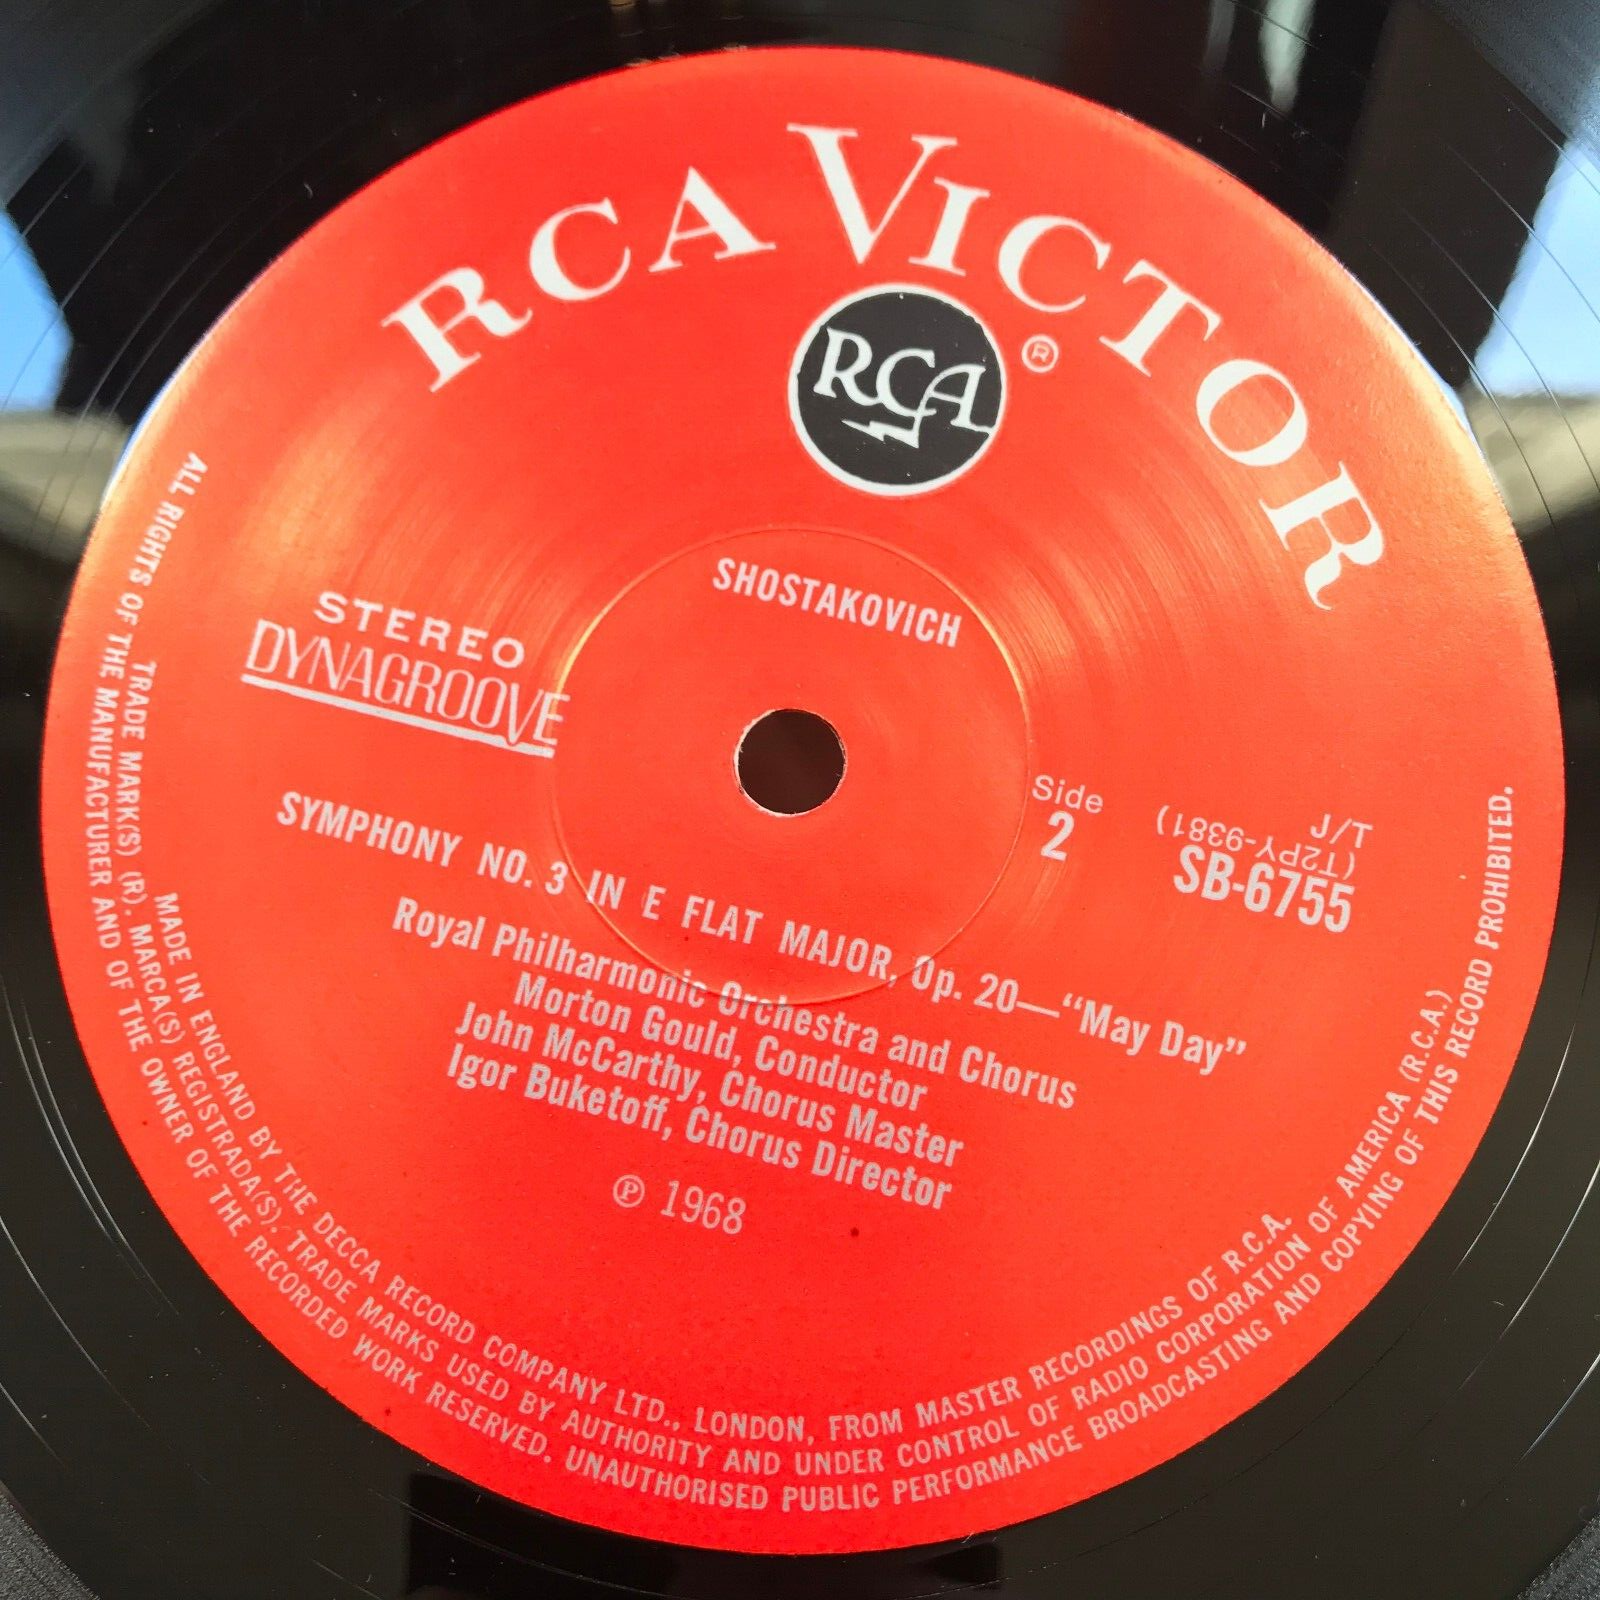 RCA VICTOR
RCA
®
SHOSTAKOVICH
STEREO
DYNAGROOVE
Side
2
(T2PY-9381)
T/J
SB-6755
SYMPHONY NO. 3 IN E FLAT MAJOR, Op. 20—“May Day”
Royal Philharmonic Orchestra and Chorus
Morton Gould, Conductor
John McCarthy, Chorus Master
Igor Buketoff, Chorus Director
℗ 1968
MADE IN ENGLAND BY THE DECCA RECORD COMPANY LTD., LONDON, FROM MASTER RECORDINGS OF R.C.A.
TRADE MARK(S) (R). MARCA(S) REGISTRADA(S). TRADE MARKS USED BY AUTHORITY AND UNDER CONTROL OF RADIO CORPORATION OF AMERICA (R.C.A.)
ALL RIGHTS OF THE MANUFACTURER AND OF THE OWNER OF THE RECORDED WORK RESERVED. UNAUTHORISED PUBLIC PERFORMANCE BROADCASTING AND COPYING OF THIS RECORD PROHIBITED.